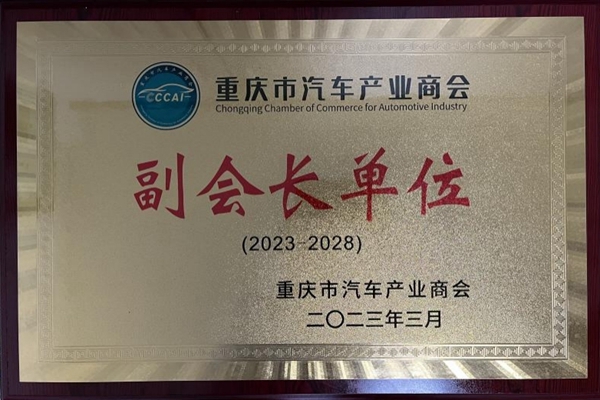 CCCAI
重庆市汽车产业商会
Chongqing Chamber of Commerce for Automotive Industry
副会长单位
(2023-2028)
重庆市汽车产业商会
二〇二三年三月